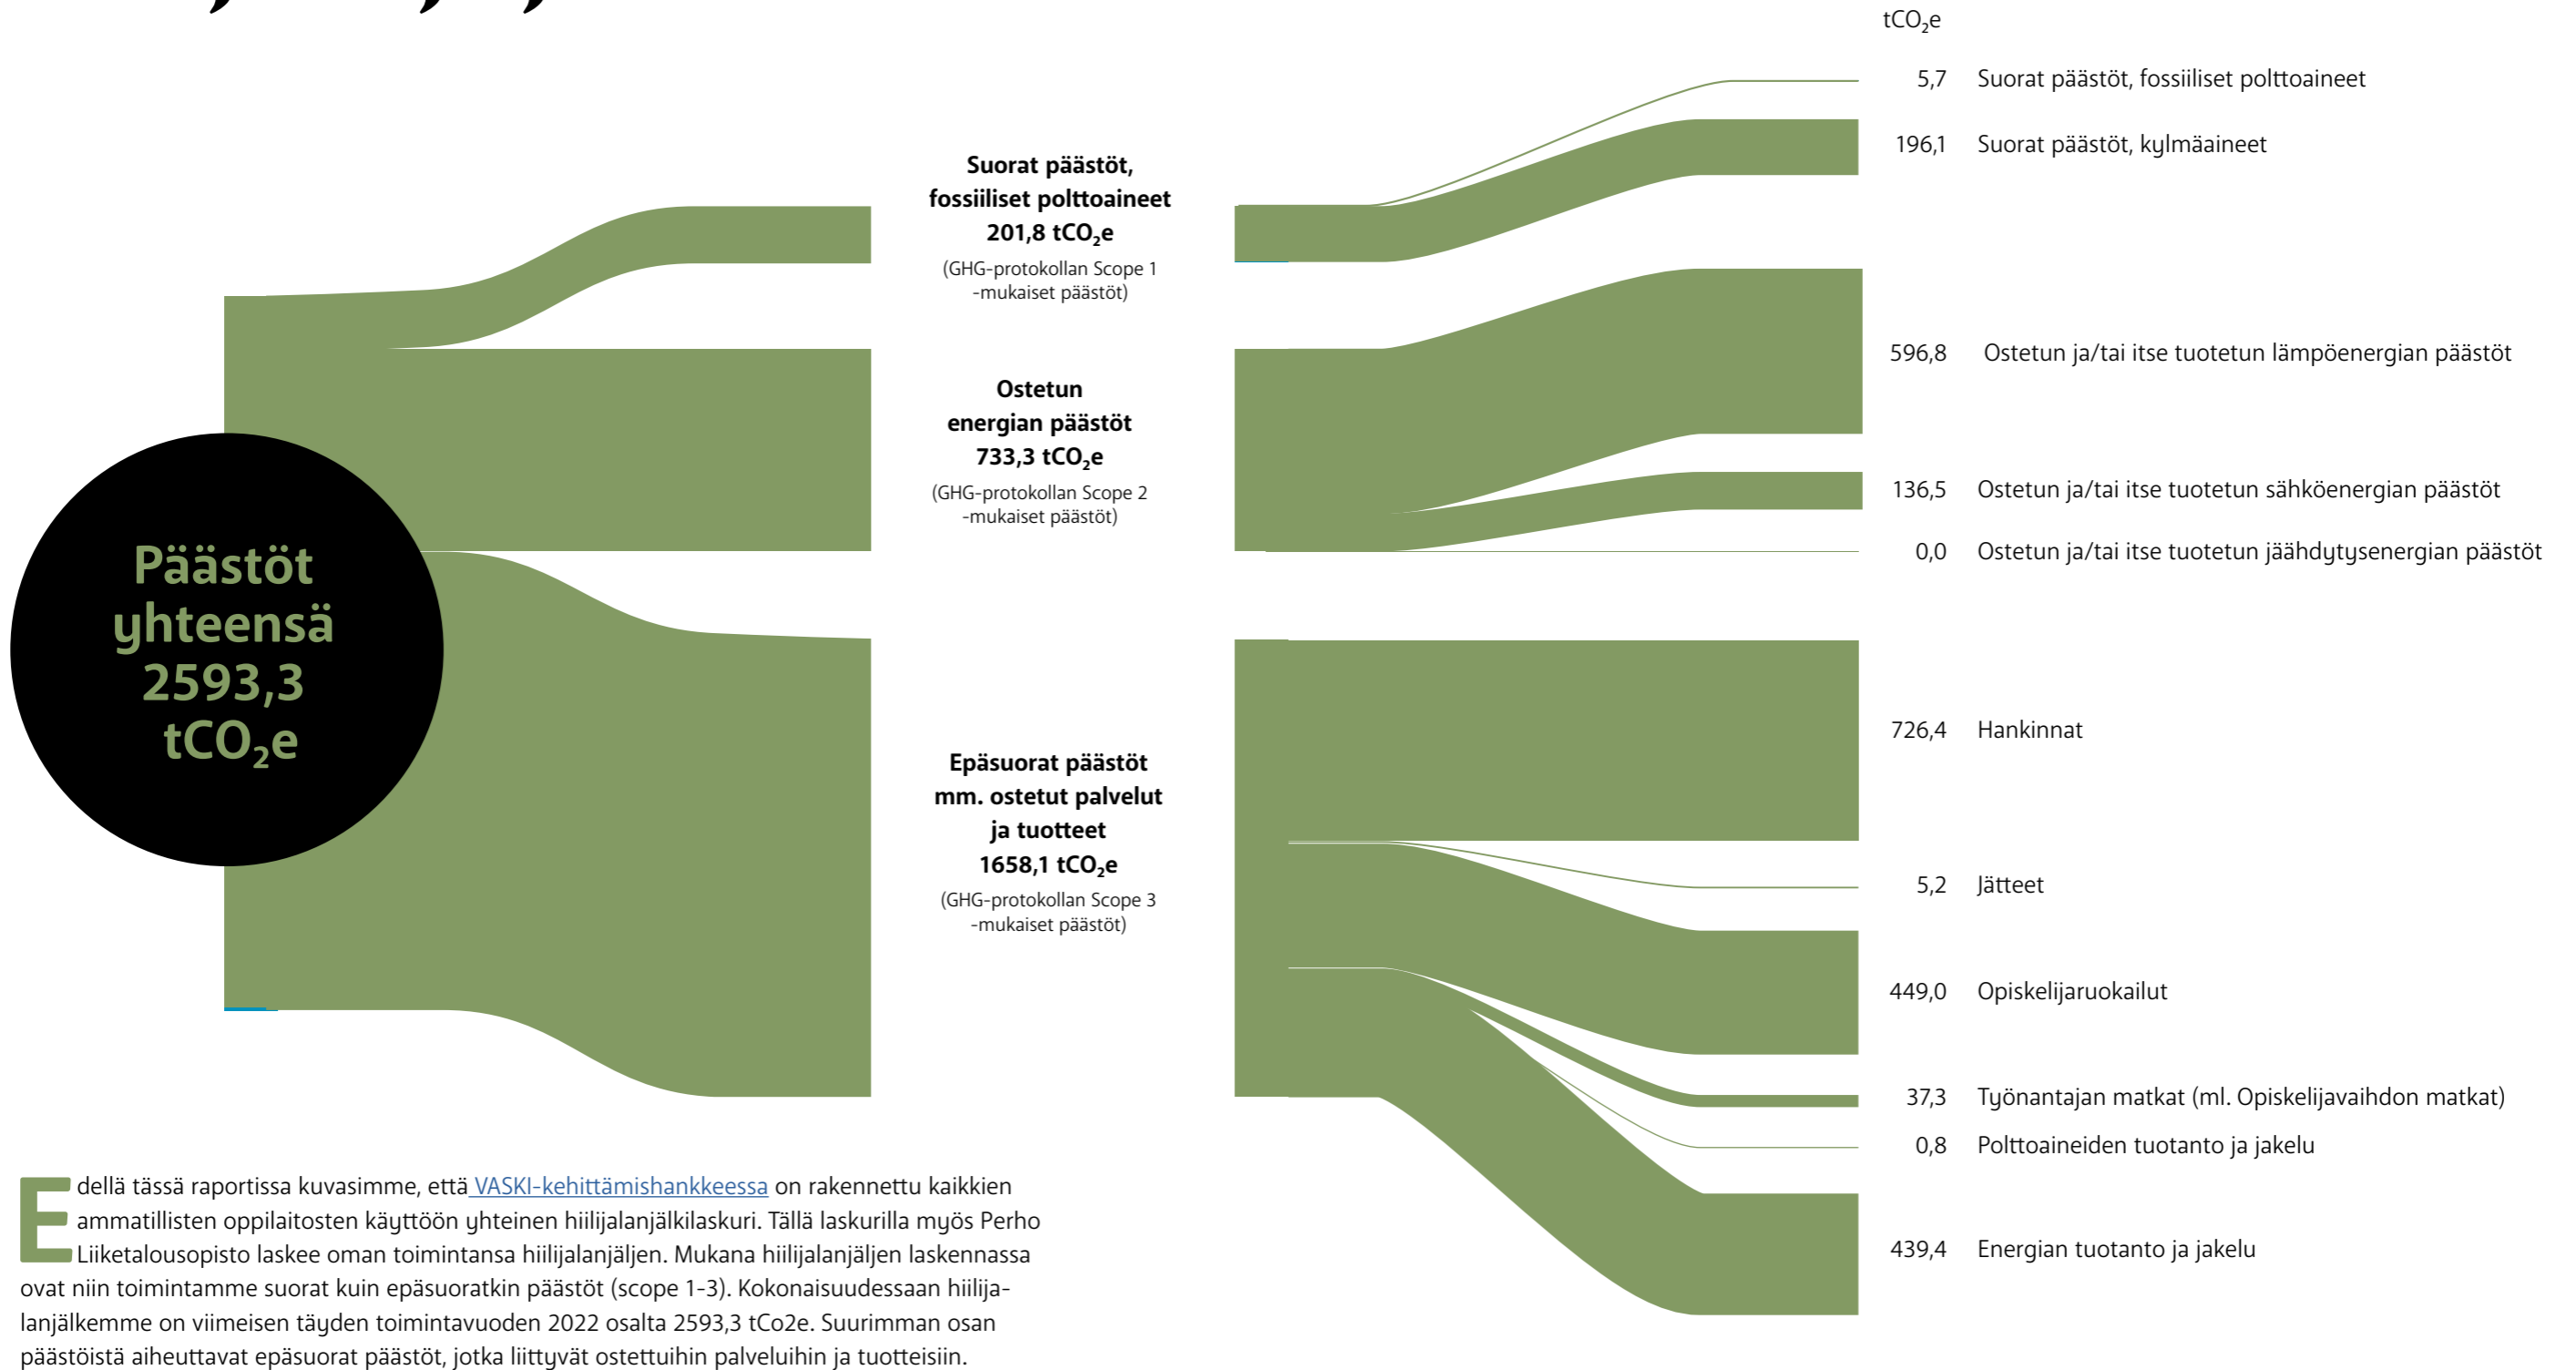 tCO₂e
5,7 Suorat päästöt, fossiiliset polttoaineet
196,1 Suorat päästöt, kylmäaineet
Suorat päästöt,
fossiiliset polttoaineet
201,8 tCO₂e
(GHG-protokollan Scope 1
-mukaiset päästöt)
596,8 Ostetun ja/tai itse tuotetun lämpöenergian päästöt
Ostetun
energian päästöt
733,3 tCO₂e
(GHG-protokollan Scope 2
-mukaiset päästöt)
136,5 Ostetun ja/tai itse tuotetun sähköenergian päästöt
0,0 Ostetun ja/tai itse tuotetun jäähdytysenergian päästöt
Päästöt
yhteensä
2593,3
tCO₂e
726,4 Hankinnat
Epäsuorat päästöt
mm. ostetut palvelut
ja tuotteet
1658,1 tCO₂e
(GHG-protokollan Scope 3
-mukaiset päästöt)
5,2 Jätteet
449,0 Opiskelijaruokailut
37,3 Työnantajan matkat (ml. Opiskelijavaihdon matkat)
0,8 Polttoaineiden tuotanto ja jakelu
439,4 Energian tuotanto ja jakelu
Edellä tässä raportissa kuvasimme, että VASKI-kehittämishankkeessa on rakennettu kaikkien
ammatillisten oppilaitosten käyttöön yhteinen hiilijalanjälkilaskuri. Tällä laskurilla myös Perho
Liiketalousopisto laskee oman toimintansa hiilijalanjäljen. Mukana hiilijalanjäljen laskennassa
ovat niin toimintamme suorat kuin epäsuoratkin päästöt (scope 1-3). Kokonaisuudessaan hiilija-
lanjälkemme on viimeisen täyden toimintavuoden 2022 osalta 2593,3 tCo2e. Suurimman osan
päästöistä aiheuttavat epäsuorat päästöt, jotka liittyvät ostettuihin palveluihin ja tuotteisiin.